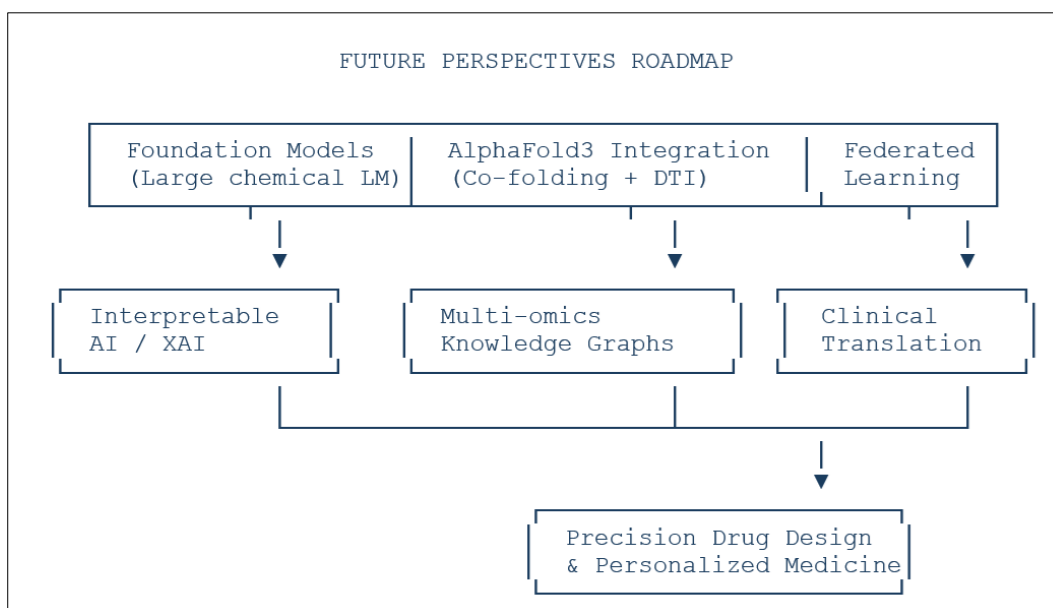 FUTURE PERSPECTIVES ROADMAP
Foundation Models
(Large chemical LM)
AlphaFold3 Integration
(Co-folding + DTI)
Federated
Learning
Interpretable
AI / XAI
Multi-omics
Knowledge Graphs
Clinical
Translation
Precision Drug Design
& Personalized Medicine